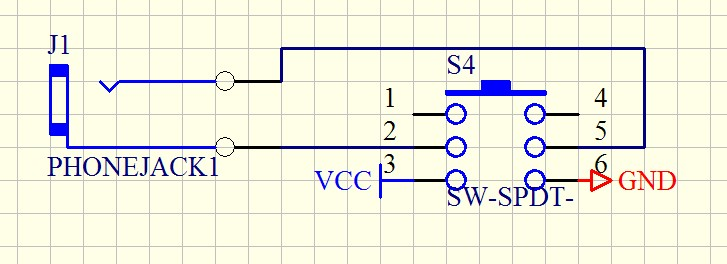 J1
S4
1
4
2
5
PHONEJACK1
3
6
VCC
GND
SW-SPDT-